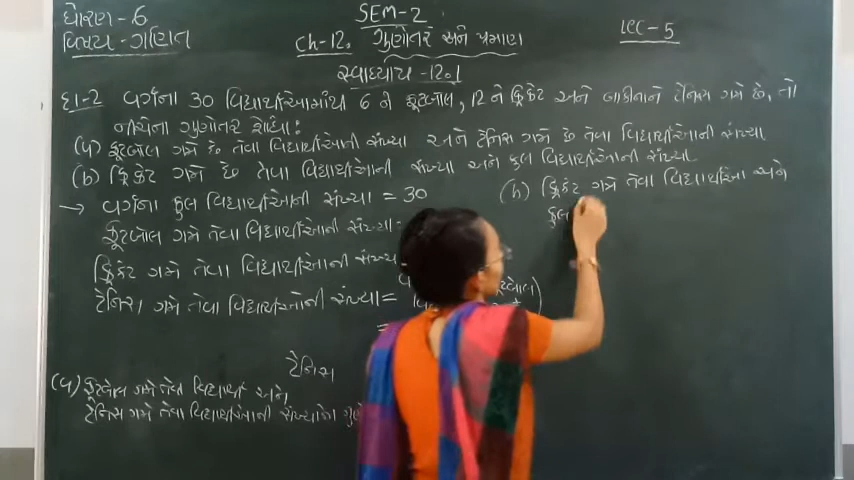 ધોરણ - 6
SEM-2
વિષય - ગણિત
Ch-12. ગુણોત્તર અને પ્રમાણ
LEC-5
સ્વાધ્યાય - 12.1
દા-2 વર્ગના 30 વિદ્યાર્થીઓમાંથી 6 ને ફૂટબોલ, 12 ને ક્રિકેટ અને બાકીનાને ટેનિસ ગમે છે, તો
નીચેના ગુણોત્તર શોધો:
(a) ફૂટબોલ ગમે છે તેવા વિદ્યાર્થીઓની સંખ્યા અને ટેનિસ ગમે છે તેવા વિદ્યાર્થીઓની સંખ્યા
(b) ક્રિકેટ ગમે છે તેવા વિદ્યાર્થીઓની સંખ્યા અને કુલ વિદ્યાર્થીઓની સંખ્યા
→ વર્ગના કુલ વિદ્યાર્થીઓની સંખ્યા = 30
ફૂટબોલ ગમે તેવા વિદ્યાર્થીઓની સંખ્યા =
ક્રિકેટ ગમે તેવા વિદ્યાર્થીઓની સંખ્યા
ટેનિસ ગમે તેવા વિદ્યાર્થીઓની સંખ્યા =
=
ટેનિસ
(a) ફૂટબોલ ગમે તેવા વિદ્યાર્થી અને
ટેનિસ ગમે તેવા વિદ્યાર્થીઓની સંખ્યાનો
(b) ક્રિકેટ ગમે તેવા વિદ્યાર્થીઓ અને
કુલ